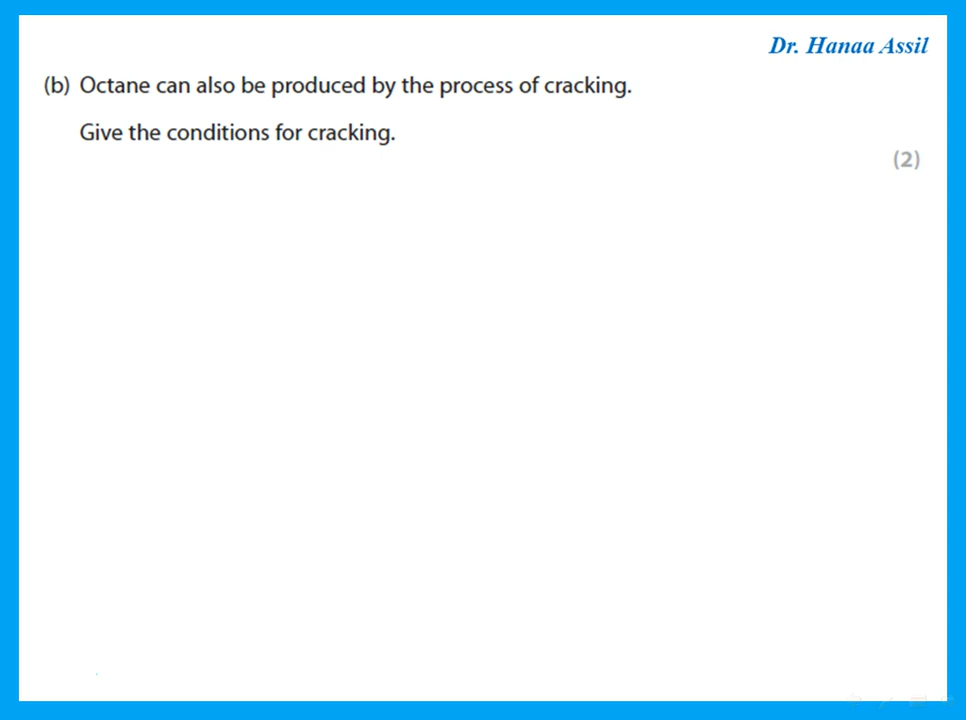 Dr. Hanaa Assil
(b) Octane can also be produced by the process of cracking.
Give the conditions for cracking.
(2)